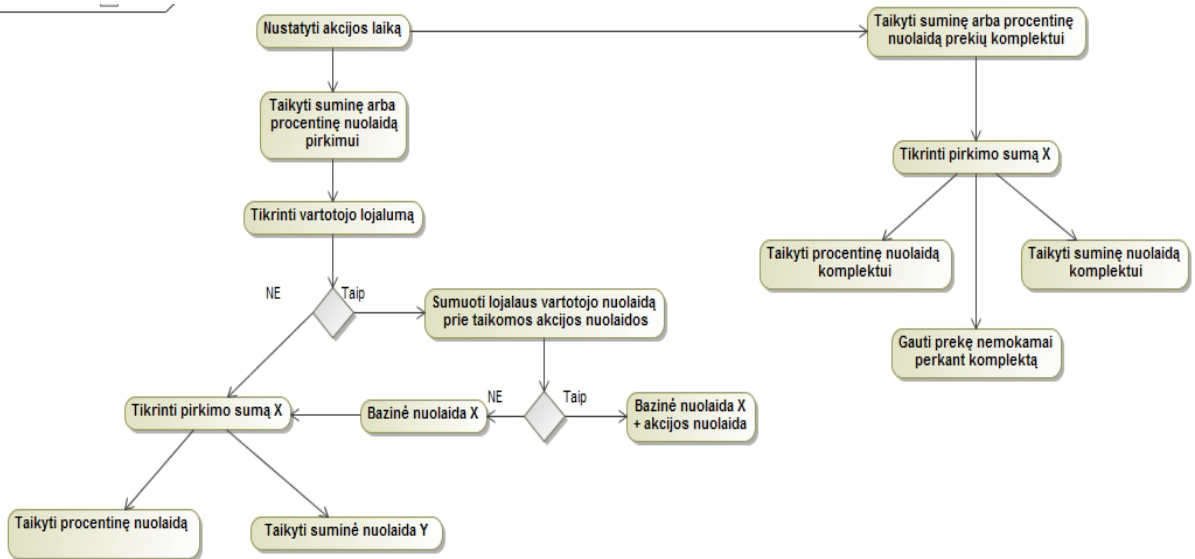 Nustatyti akcijos laiką
Taikyti suminę arba procentinę
nuolaidą prekių komplektui
Taikyti suminę arba
procentinę nuolaidą
pirkimui
Tikrinti pirkimo sumą X
Tikrinti vartotojo lojalumą
Taikyti procentinę nuolaidą
komplektui
Taikyti suminę nuolaidą
komplektui
NE
Taip
Sumuoti lojalaus vartotojo nuolaidą
prie taikomos akcijos nuolaidos
Gauti prekę nemokamai
perkant komplektą
Tikrinti pirkimo sumą X
Bazinė nuolaida X
NE
Taip
Bazinė nuolaida X
+ akcijos nuolaida
Taikyti procentinę nuolaidą
Taikyti suminė nuolaida Y